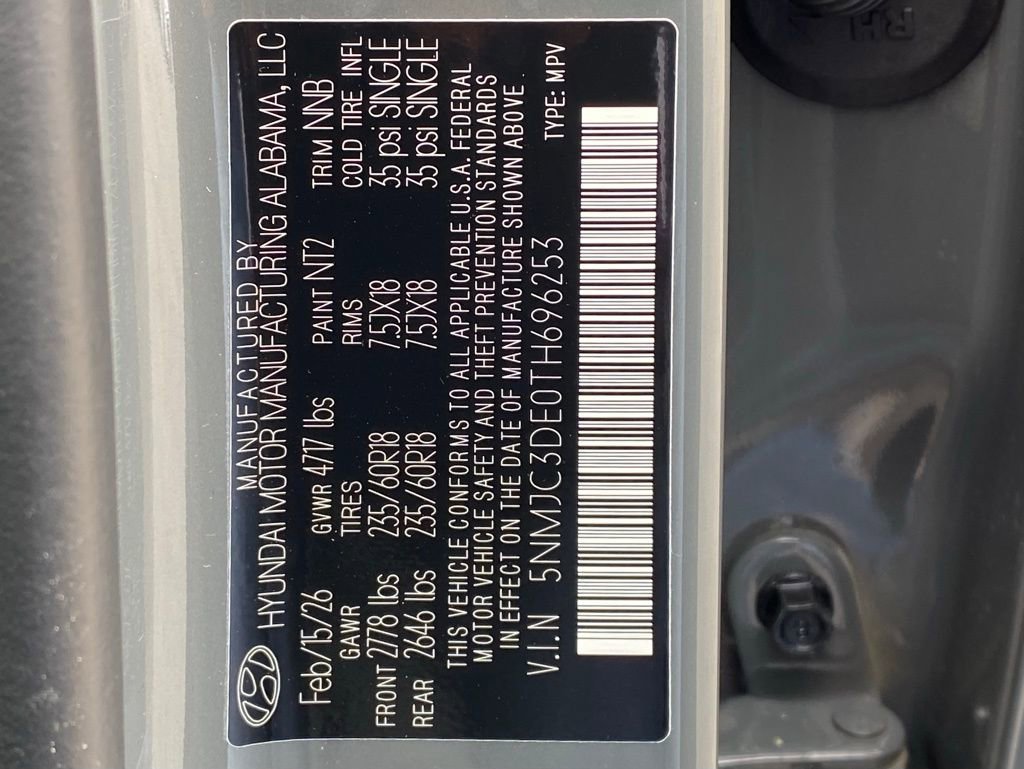 MANUFACTURED BY
HYUNDAI MOTOR MANUFACTURING ALABAMA, LLC
Feb/15/26 GVWR 4717 lbs PAINT NT2 TRIM NNB
GAWR TIRES RIMS COLD TIRE INFL
FRONT 2778 lbs 235/60R18 7.5JX18 35 psi SINGLE
REAR 2646 lbs 235/60R18 7.5JX18 35 psi SINGLE
THIS VEHICLE CONFORMS TO ALL APPLICABLE U.S.A. FEDERAL
MOTOR VEHICLE SAFETY AND THEFT PREVENTION STANDARDS
IN EFFECT ON THE DATE OF MANUFACTURE SHOWN ABOVE
V.I.N 5NMJC3DE0TH696253 TYPE: MPV
RH